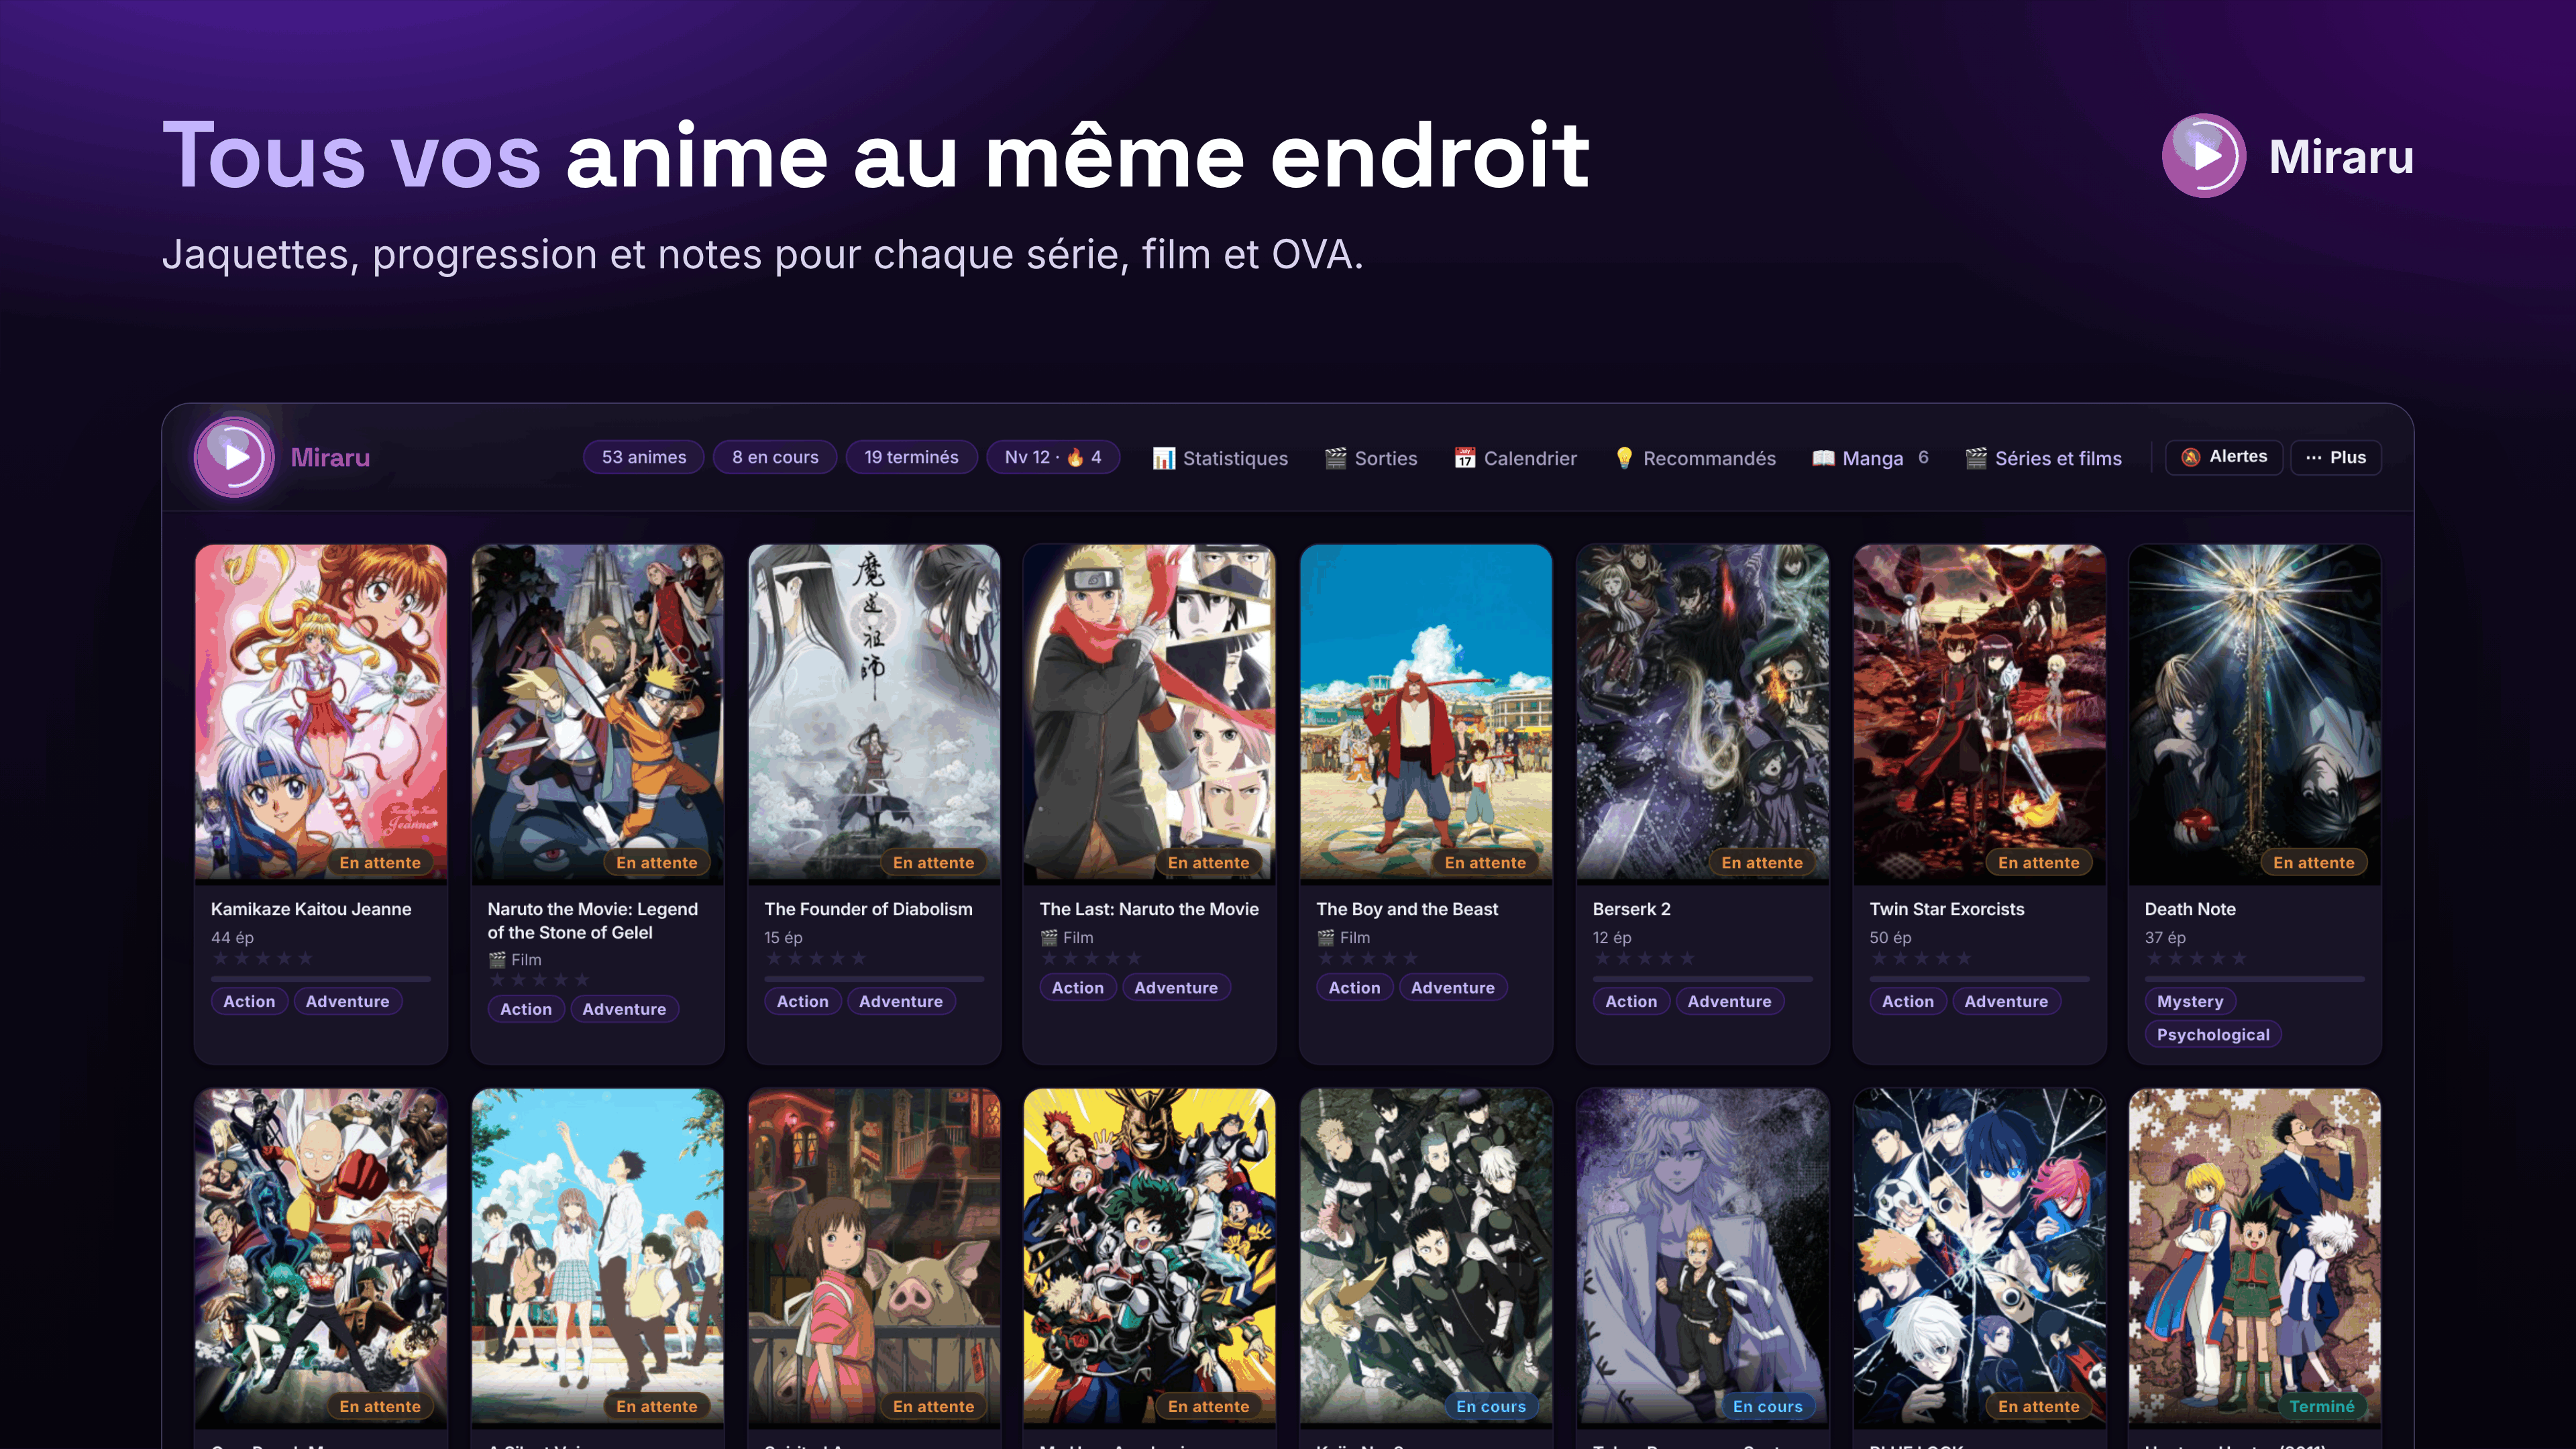 Tous vos anime au même endroit
Miraru
Jaquettes, progression et notes pour chaque série, film et OVA.
Miraru
53 animes
8 en cours
19 terminés
Nv 12 · 🔥 4
Statistiques
Sorties
Calendrier
Recommandés
Manga 6
Séries et films
Alertes
··· Plus
魔道祖师
En attente
En attente
En attente
En attente
En attente
En attente
En attente
En attente
Kamikaze Kaitou Jeanne
44 ép
Action Adventure
Naruto the Movie: Legend
of the Stone of Gelel
Film
Action Adventure
The Founder of Diabolism
15 ép
Action Adventure
The Last: Naruto the Movie
Film
Action Adventure
The Boy and the Beast
Film
Action Adventure
Berserk 2
12 ép
Action Adventure
Twin Star Exorcists
50 ép
Action Adventure
Death Note
37 ép
Mystery
Psychological
En attente
En attente
En attente
En attente
En cours
En cours
En attente
Terminé